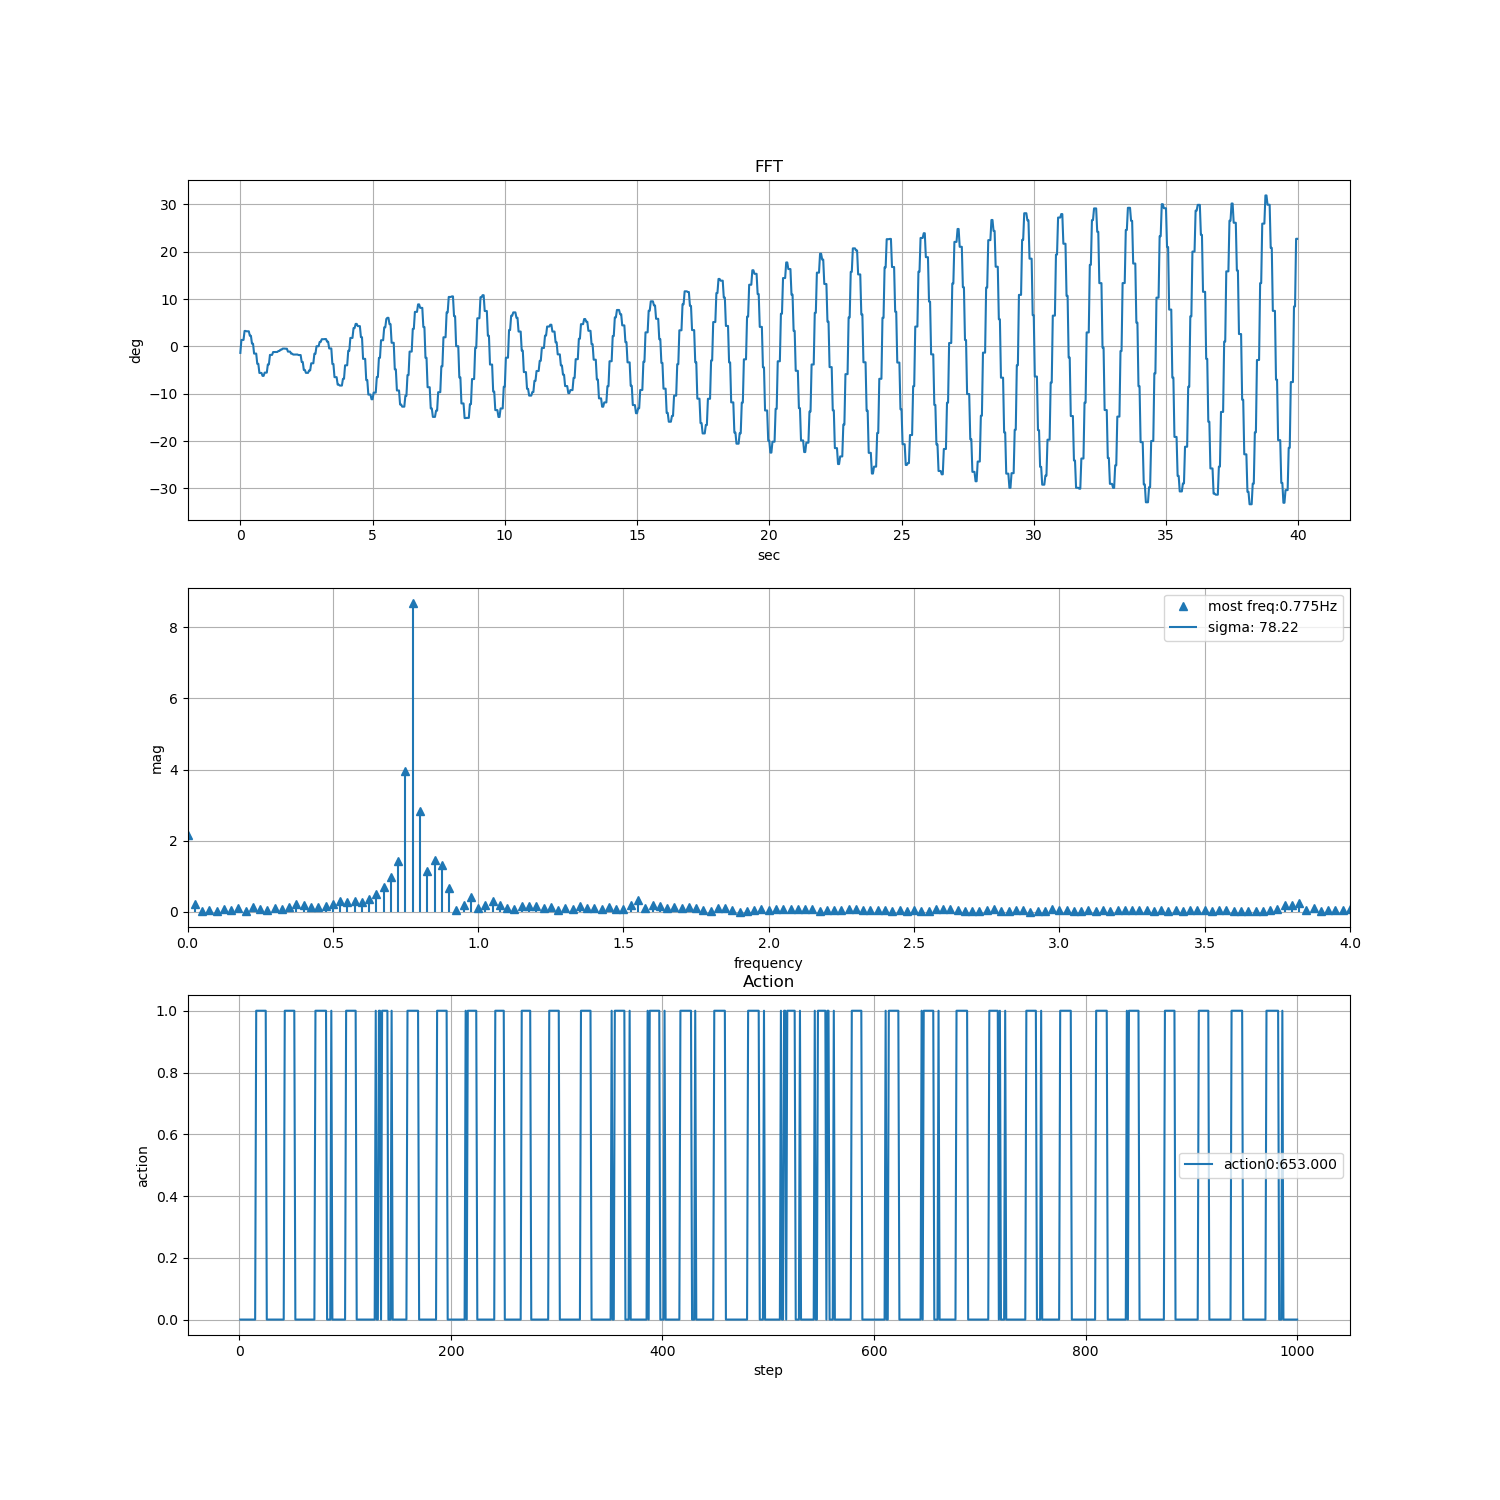 FFT
30
20
10
0
−10
−20
−30
deg
0 5 10 15 20 25 30 35 40
sec
most freq:0.775Hz
sigma: 78.22
8
6
4
2
0
mag
0.0 0.5 1.0 1.5 2.0 2.5 3.0 3.5 4.0
frequency
Action
1.0
0.8
0.6
0.4
0.2
0.0
action
action0:653.000
0 200 400 600 800 1000
step